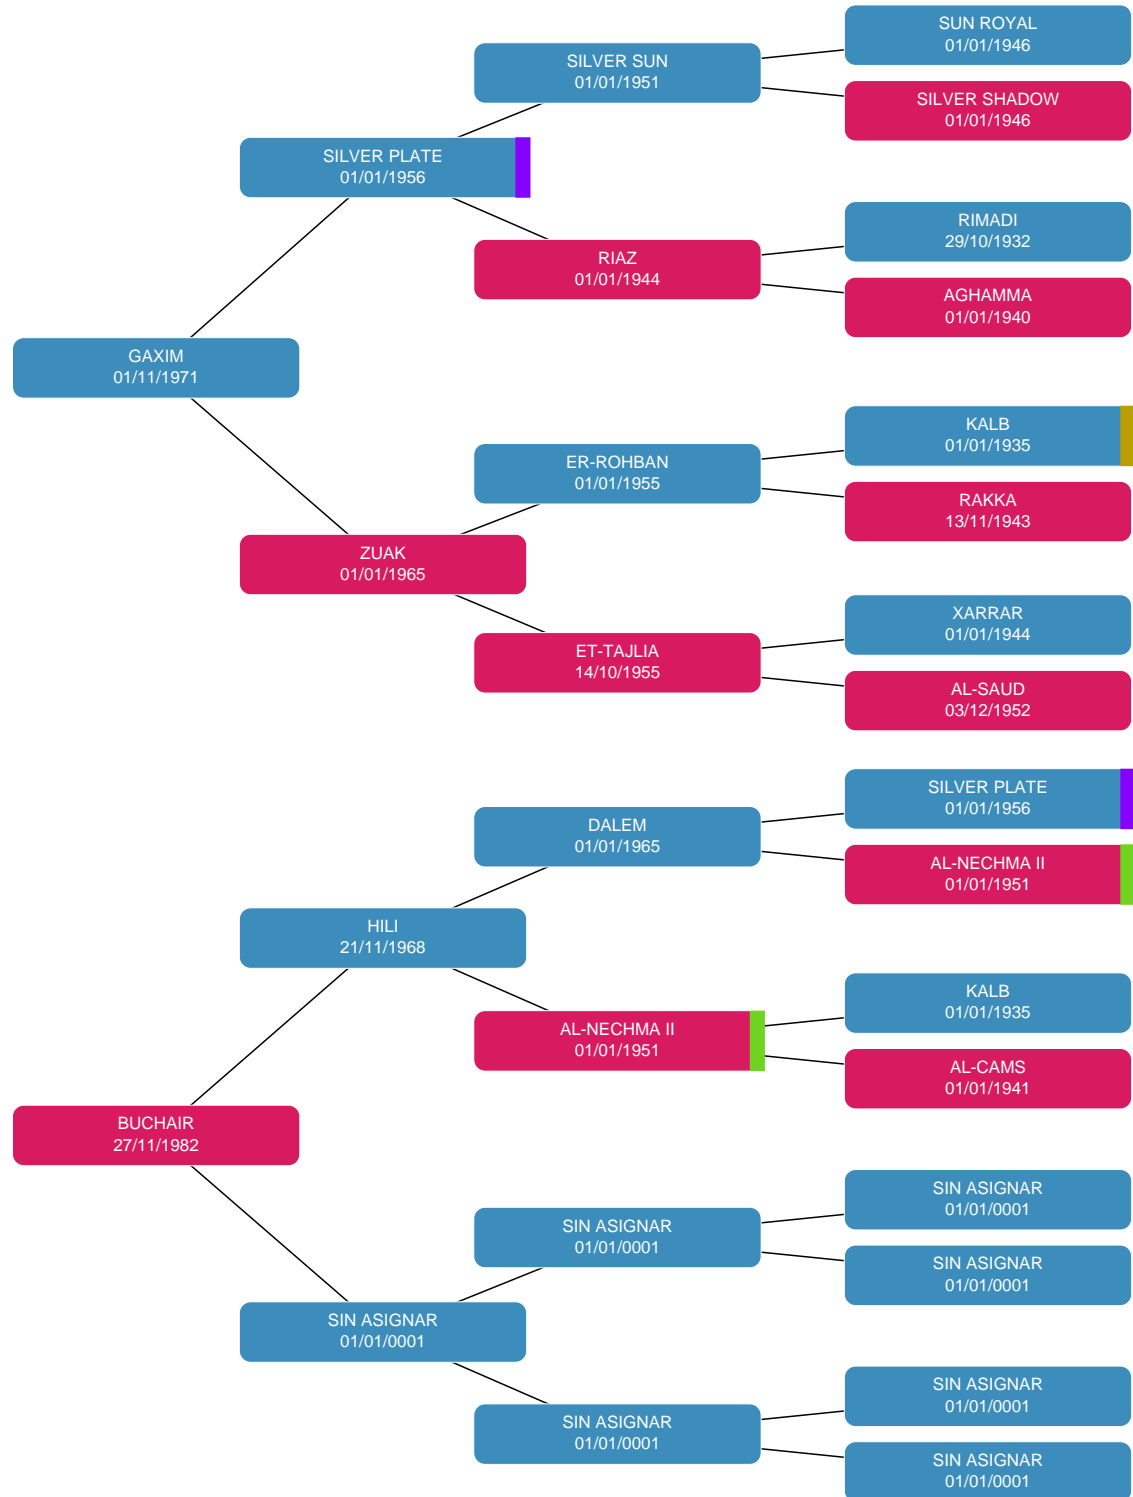 SUN ROYAL
01/01/1946
SILVER SUN
01/01/1951
SILVER SHADOW
01/01/1946
SILVER PLATE
01/01/1956
RIMADI
29/10/1932
RIAZ
01/01/1944
AGHAMMA
01/01/1940
GAXIM
01/11/1971
KALB
01/01/1935
ER-ROHBAN
01/01/1955
RAKKA
13/11/1943
ZUAK
01/01/1965
XARRAR
01/01/1944
ET-TAJLIA
14/10/1955
AL-SAUD
03/12/1952
SILVER PLATE
01/01/1956
DALEM
01/01/1965
AL-NECHMA II
01/01/1951
HILI
21/11/1968
KALB
01/01/1935
AL-NECHMA II
01/01/1951
AL-CAMS
01/01/1941
BUCHAIR
27/11/1982
SIN ASIGNAR
01/01/0001
SIN ASIGNAR
01/01/0001
SIN ASIGNAR
01/01/0001
SIN ASIGNAR
01/01/0001
SIN ASIGNAR
01/01/0001
SIN ASIGNAR
01/01/0001
SIN ASIGNAR
01/01/0001